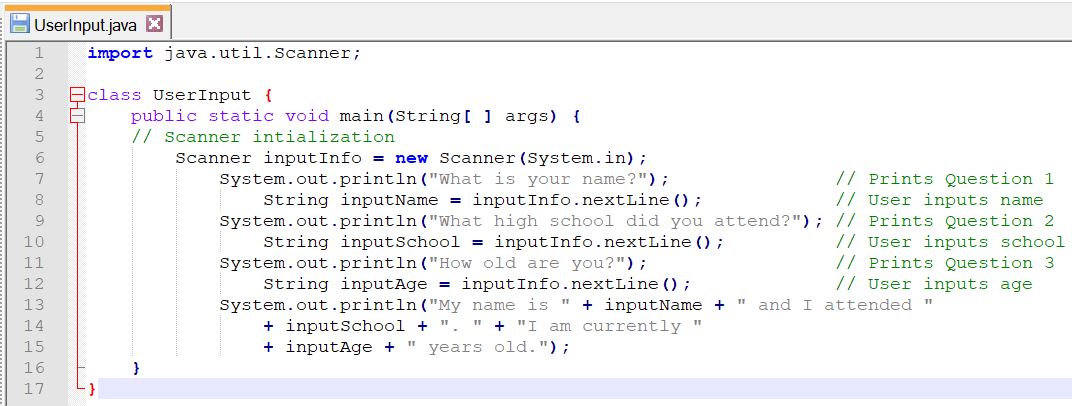 UserInput.java
1 import java.util.Scanner;
2
3 class UserInput {
4 public static void main(String[ ] args) {
5 // Scanner intialization
6 Scanner inputInfo = new Scanner(System.in);
7 System.out.println("What is your name?"); // Prints Question 1
8 String inputName = inputInfo.nextLine(); // User inputs name
9 System.out.println("What high school did you attend?"); // Prints Question 2
10 String inputSchool = inputInfo.nextLine(); // User inputs school
11 System.out.println("How old are you?"); // Prints Question 3
12 String inputAge = inputInfo.nextLine(); // User inputs age
13 System.out.println("My name is " + inputName + " and I attended "
14 + inputSchool + ". " + "I am currently "
15 + inputAge + " years old.");
16 }
17 }